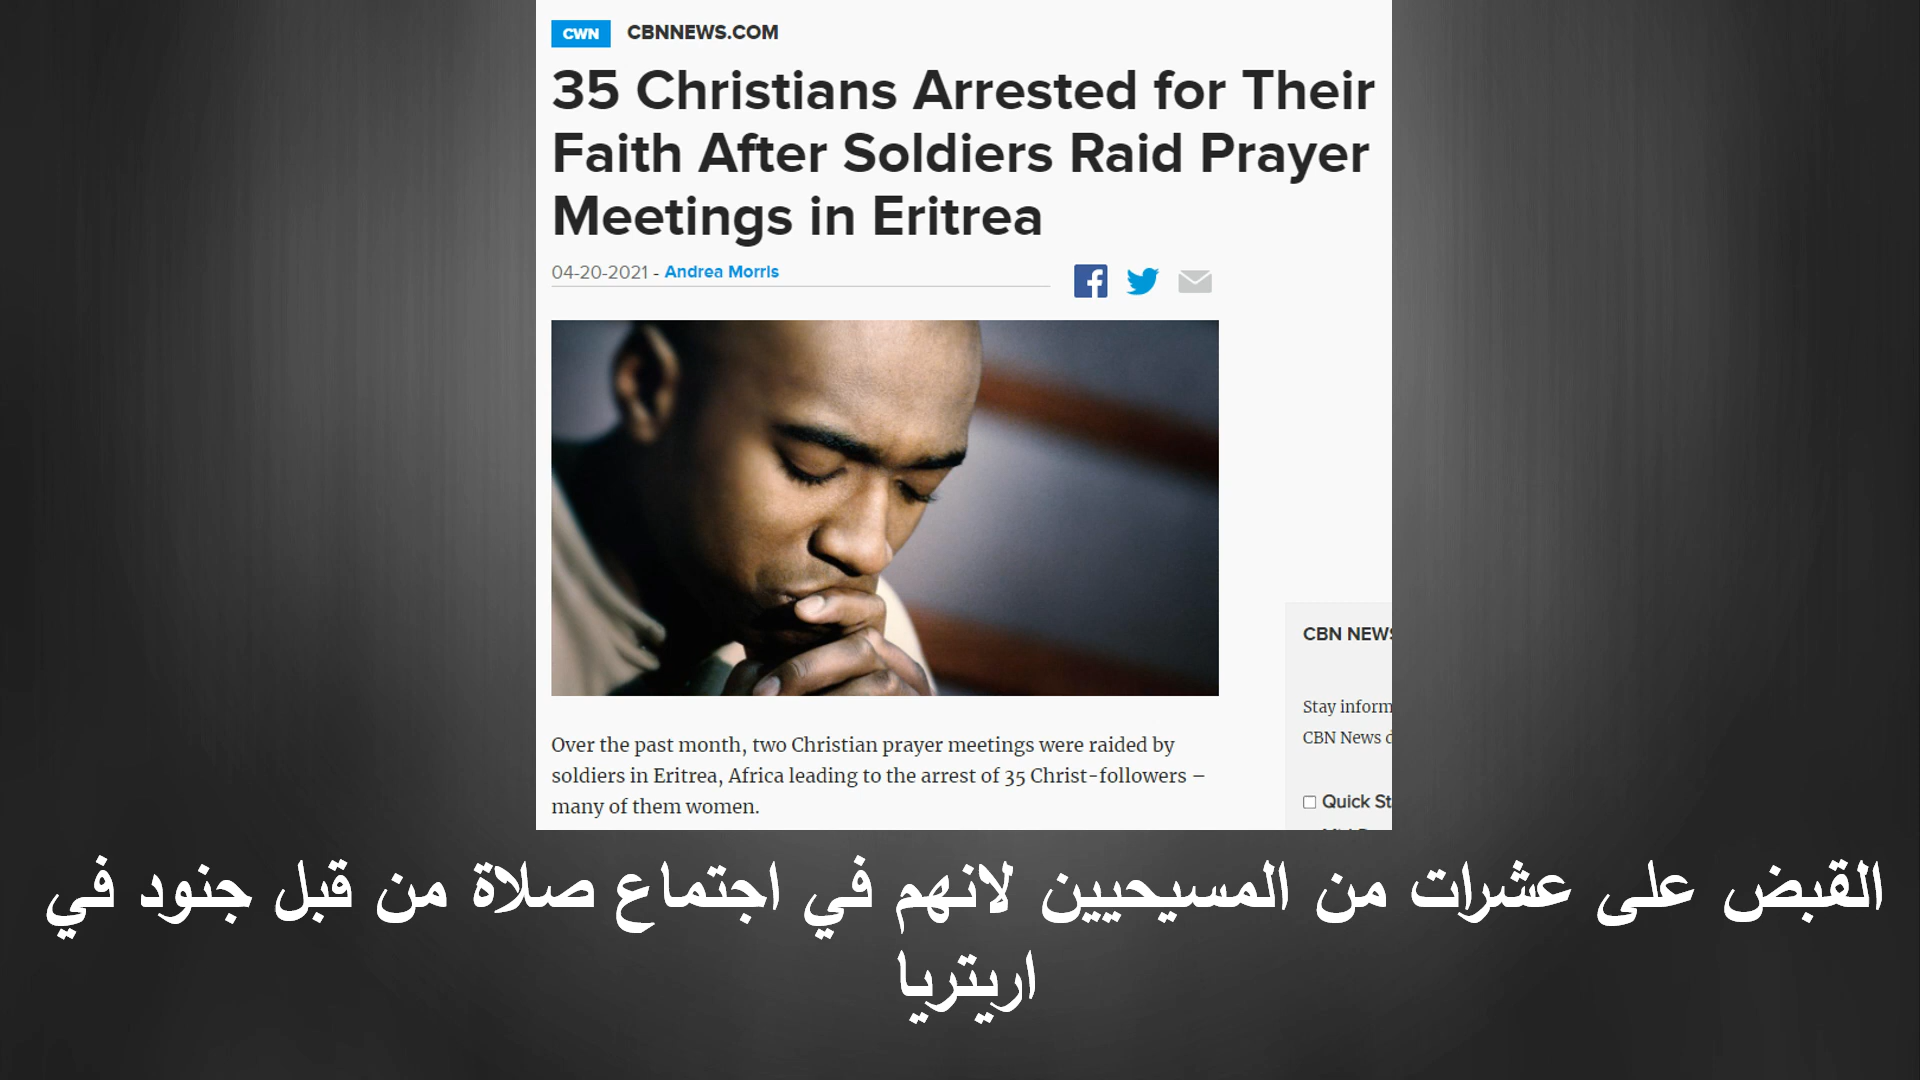 CWN CBNNEWS.COM
35 Christians Arrested for Their
Faith After Soldiers Raid Prayer
Meetings in Eritrea
04-20-2021 - Andrea Morris
Over the past month, two Christian prayer meetings were raided by
soldiers in Eritrea, Africa leading to the arrest of 35 Christ-followers –
many of them women.
CBN NEWS
Stay inform
CBN News d
Quick St
القبض على عشرات من المسيحيين لانهم في اجتماع صلاة من قبل جنود في
اريتريا